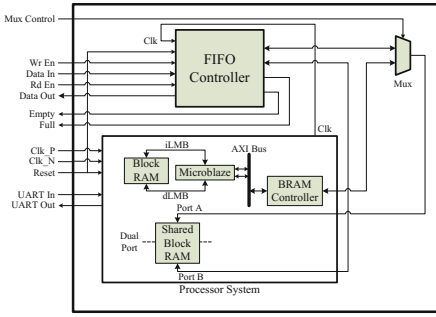 Mux Control
Clk
FIFO
Controller
Wr En
Data In
Rd En
Data Out
Empty
Full
Mux
Clk
Clk_P
Clk_N
Reset
UART In
UART Out
iLMB
AXI Bus
Block
RAM
Microblaze
dLMB
BRAM
Controller
Port A
Dual
Port
Shared
Block
RAM
Port B
Processor System